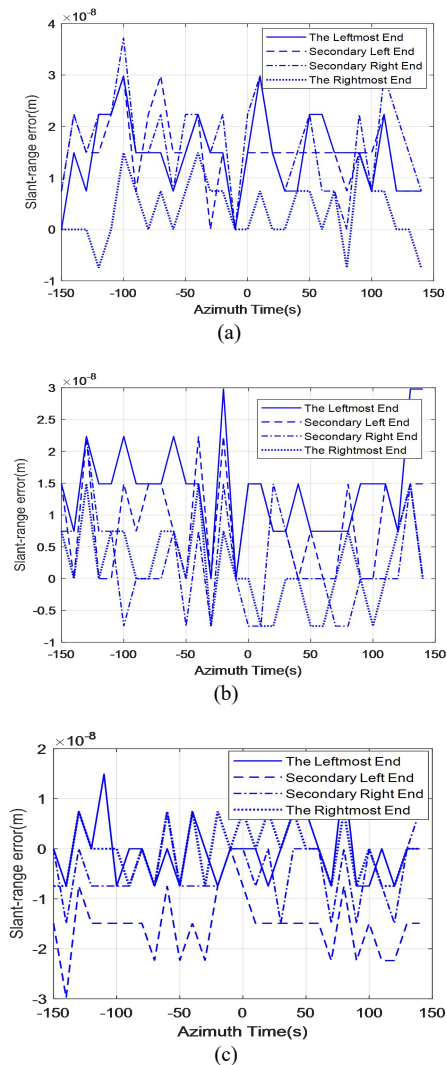 ×10⁻⁸
4
3
2
1
0
-1
Slant-range error(m)
The Leftmost End
Secondary Left End
Secondary Right End
The Rightmost End
-150 -100 -50 0 50 100 150
Azimuth Time(s)
(a)
×10⁻⁸
3
2.5
2
1.5
1
0.5
0
-0.5
-1
Slant-range error(m)
The Leftmost End
Secondary Left End
Secondary Right End
The Rightmost End
-150 -100 -50 0 50 100 150
Azimuth Time(s)
(b)
×10⁻⁸
2
1
0
-1
-2
-3
Slant-range error(m)
The Leftmost End
Secondary Left End
Secondary Right End
The Rightmost End
-150 -100 -50 0 50 100 150
Azimuth Time(s)
(c)